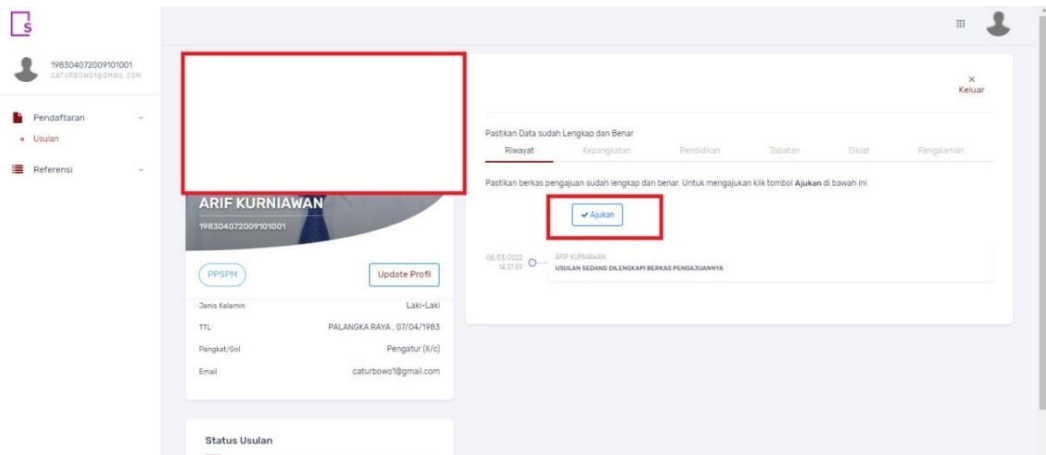 s
198304072009101001
CATURBOWO1@GMAIL.COM
Pendaftaran
Usulan
Referensi
ARIF KURNIAWAN
198304072009101001
PPSPM
Update Profil
Jenis Kelamin
Laki-Laki
TTL
PALANGKA RAYA , 07/04/1983
Pangkat/Gol
Pengatur (II/c)
Email
caturbowo1@gmail.com
Status Usulan
Keluar
Pastikan Data sudah Lengkap dan Benar
Riwayat Kepangkatan Pendidikan Jabatan Diklat Pengalaman
Pastikan berkas pengajuan sudah lengkap dan benar. Untuk mengajukan klik tombol Ajukan di bawah ini
Ajukan
ARIF KURNIAWAN
USULAN SEDANG DILENGKAPI BERKAS PENGAJUANNYA